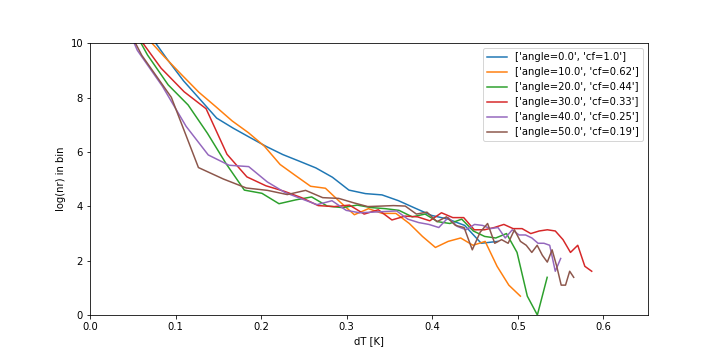 10
8
6
4
2
0
log(nr) in bin
0.0
0.1
0.2
0.3
0.4
0.5
0.6
dT [K]
['angle=0.0', 'cf=1.0']
['angle=10.0', 'cf=0.62']
['angle=20.0', 'cf=0.44']
['angle=30.0', 'cf=0.33']
['angle=40.0', 'cf=0.25']
['angle=50.0', 'cf=0.19']